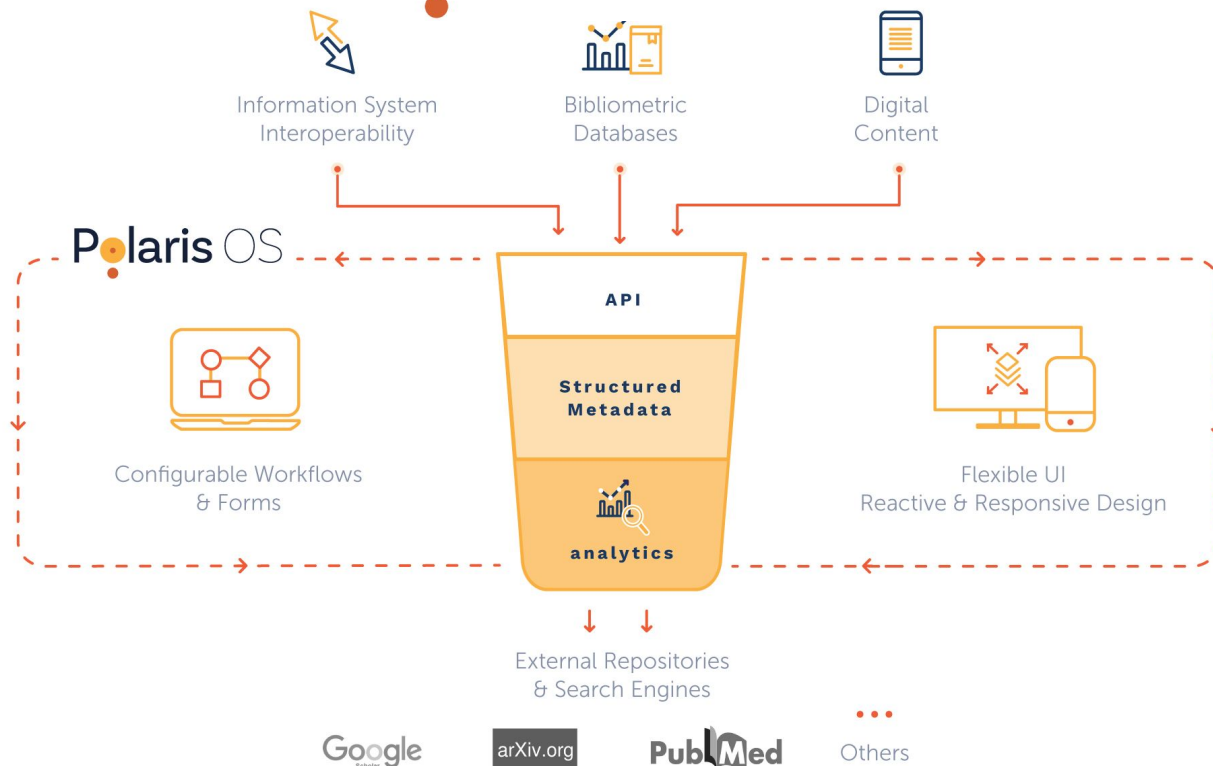 Information System
Interoperability
Bibliometric
Databases
Digital
Content
Polaris OS
API
Structured
Metadata
analytics
Configurable Workflows
& Forms
Flexible UI
Reactive & Responsive Design
External Repositories
& Search Engines
Google
Scholar
arXiv.org
PubMed
Others